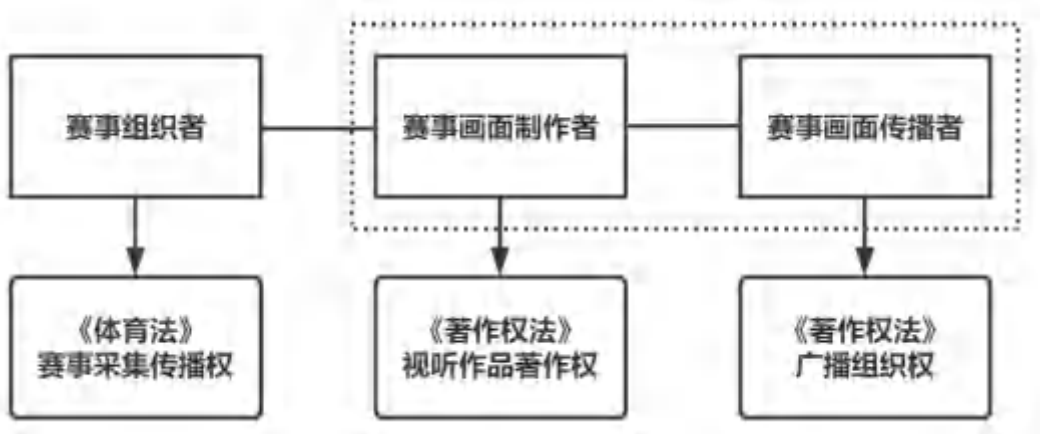 赛事组织者
赛事画面制作者
赛事画面传播者
《体育法》
赛事采集传播权
《著作权法》
视听作品著作权
《著作权法》
广播组织权